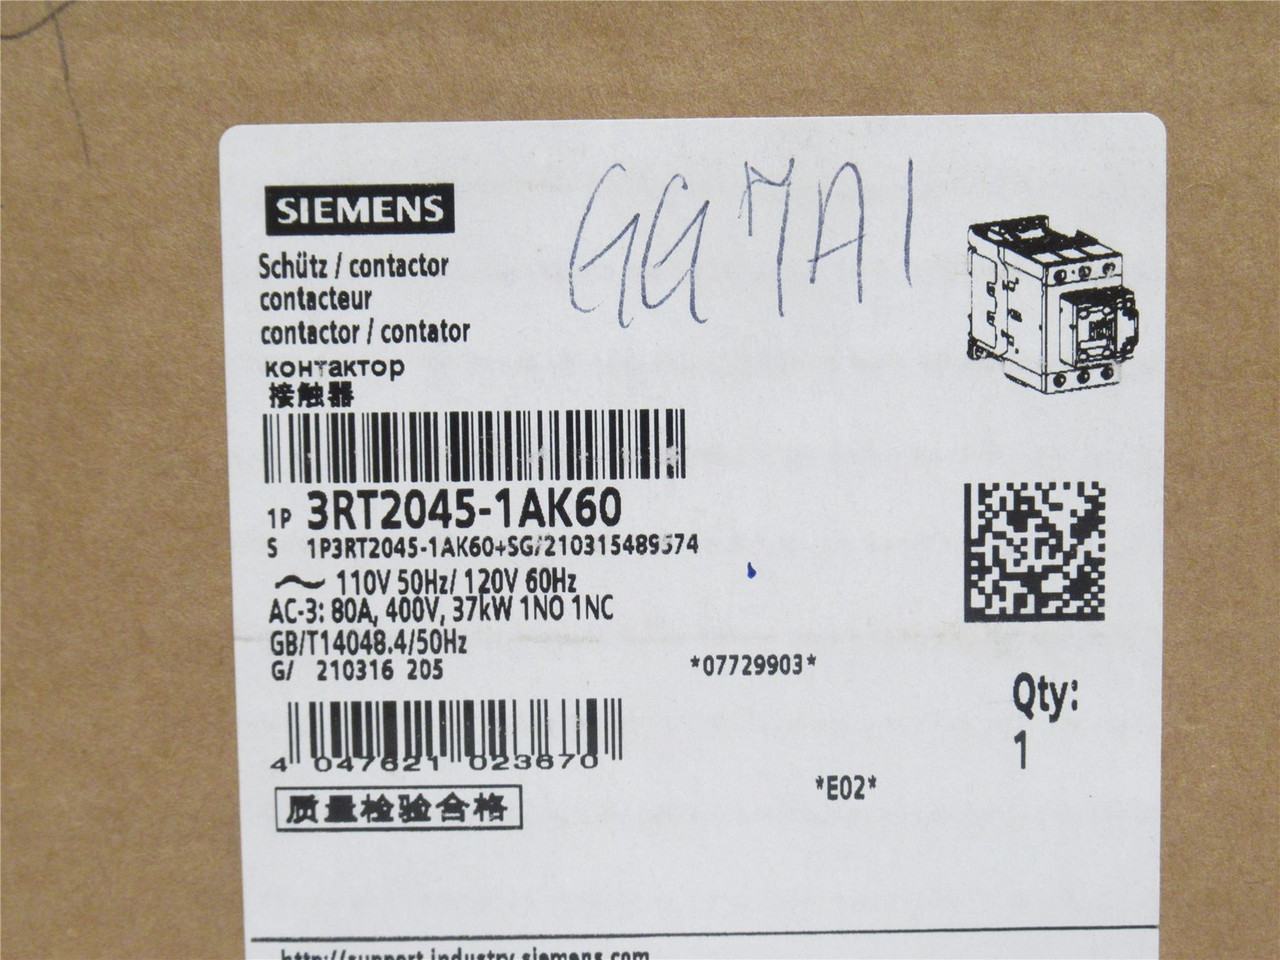 SIEMENS
GG7A1
Schütz / contactor
contacteur
contactor / contator
контактор
接触器
1P 3RT2045-1AK60
S 1P3RT2045-1AK60+SG/210315489574
~ 110V 50Hz/ 120V 60Hz
AC-3: 80A, 400V, 37kW 1NO 1NC
GB/T14048.4/50Hz
G/ 210316 205
*07729903*
Qty:
1
4 047621 023870
*E02*
质量检验合格
http://support.industry.siemens.com